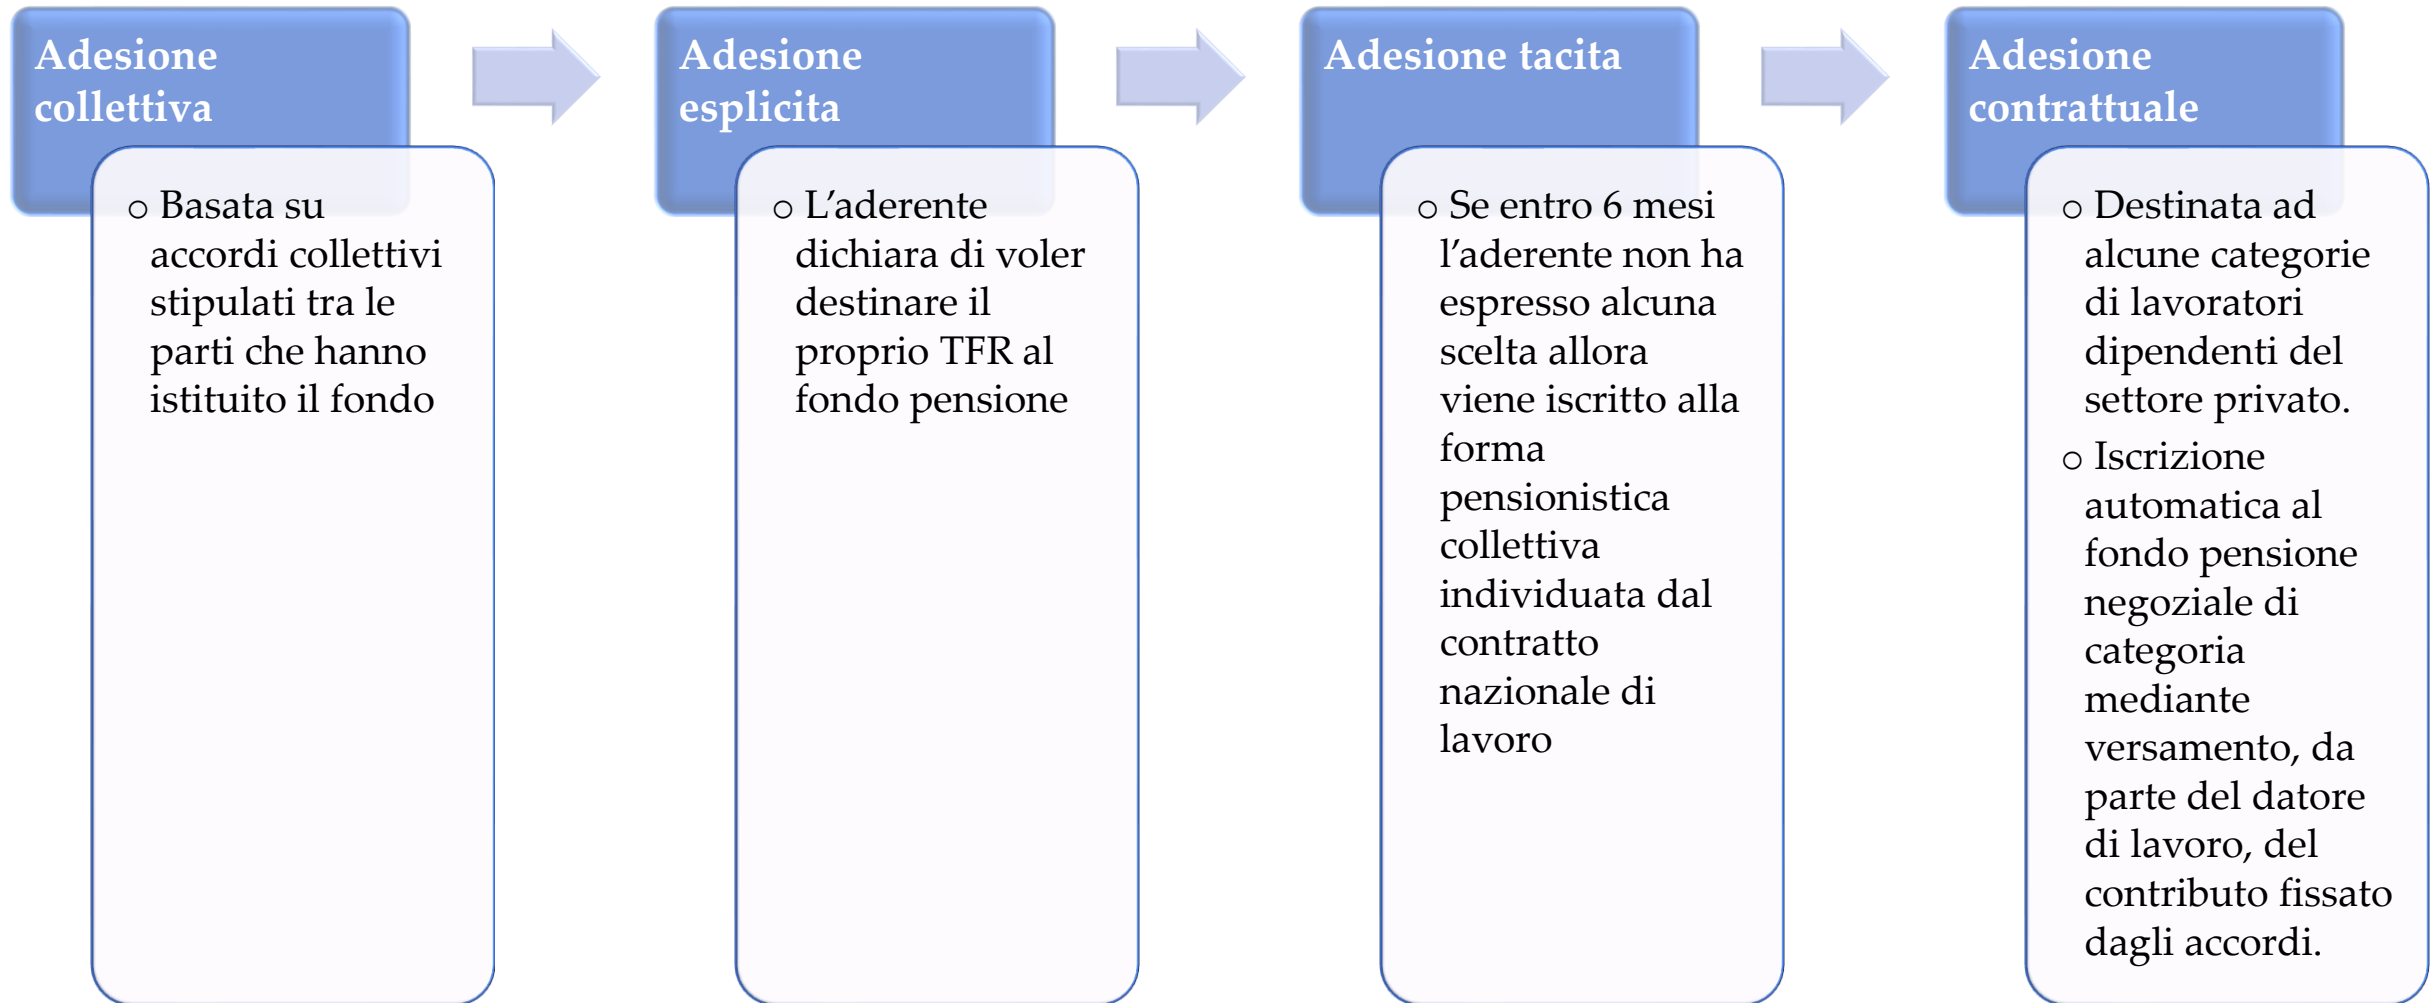 Adesione
collettiva
o Basata su
accordi collettivi
stipulati tra le
parti che hanno
istituito il fondo
Adesione
esplicita
o L’aderente
dichiara di voler
destinare il
proprio TFR al
fondo pensione
Adesione tacita
o Se entro 6 mesi
l’aderente non ha
espresso alcuna
scelta allora
viene iscritto alla
forma
pensionistica
collettiva
individuata dal
contratto
nazionale di
lavoro
Adesione
contrattuale
o Destinata ad
alcune categorie
di lavoratori
dipendenti del
settore privato.
o Iscrizione
automatica al
fondo pensione
negoziale di
categoria
mediante
versamento, da
parte del datore
di lavoro, del
contributo fissato
dagli accordi.